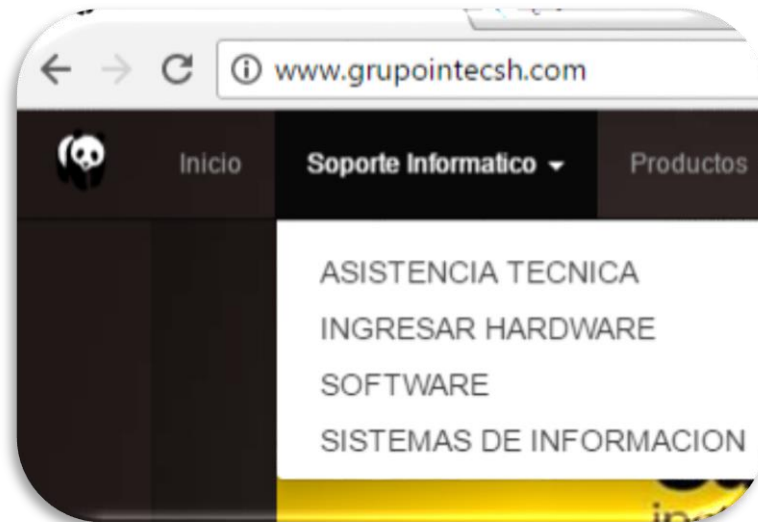 www.grupointecsh.com
Inicio Soporte Informatico Productos
ASISTENCIA TECNICA
INGRESAR HARDWARE
SOFTWARE
SISTEMAS DE INFORMACION